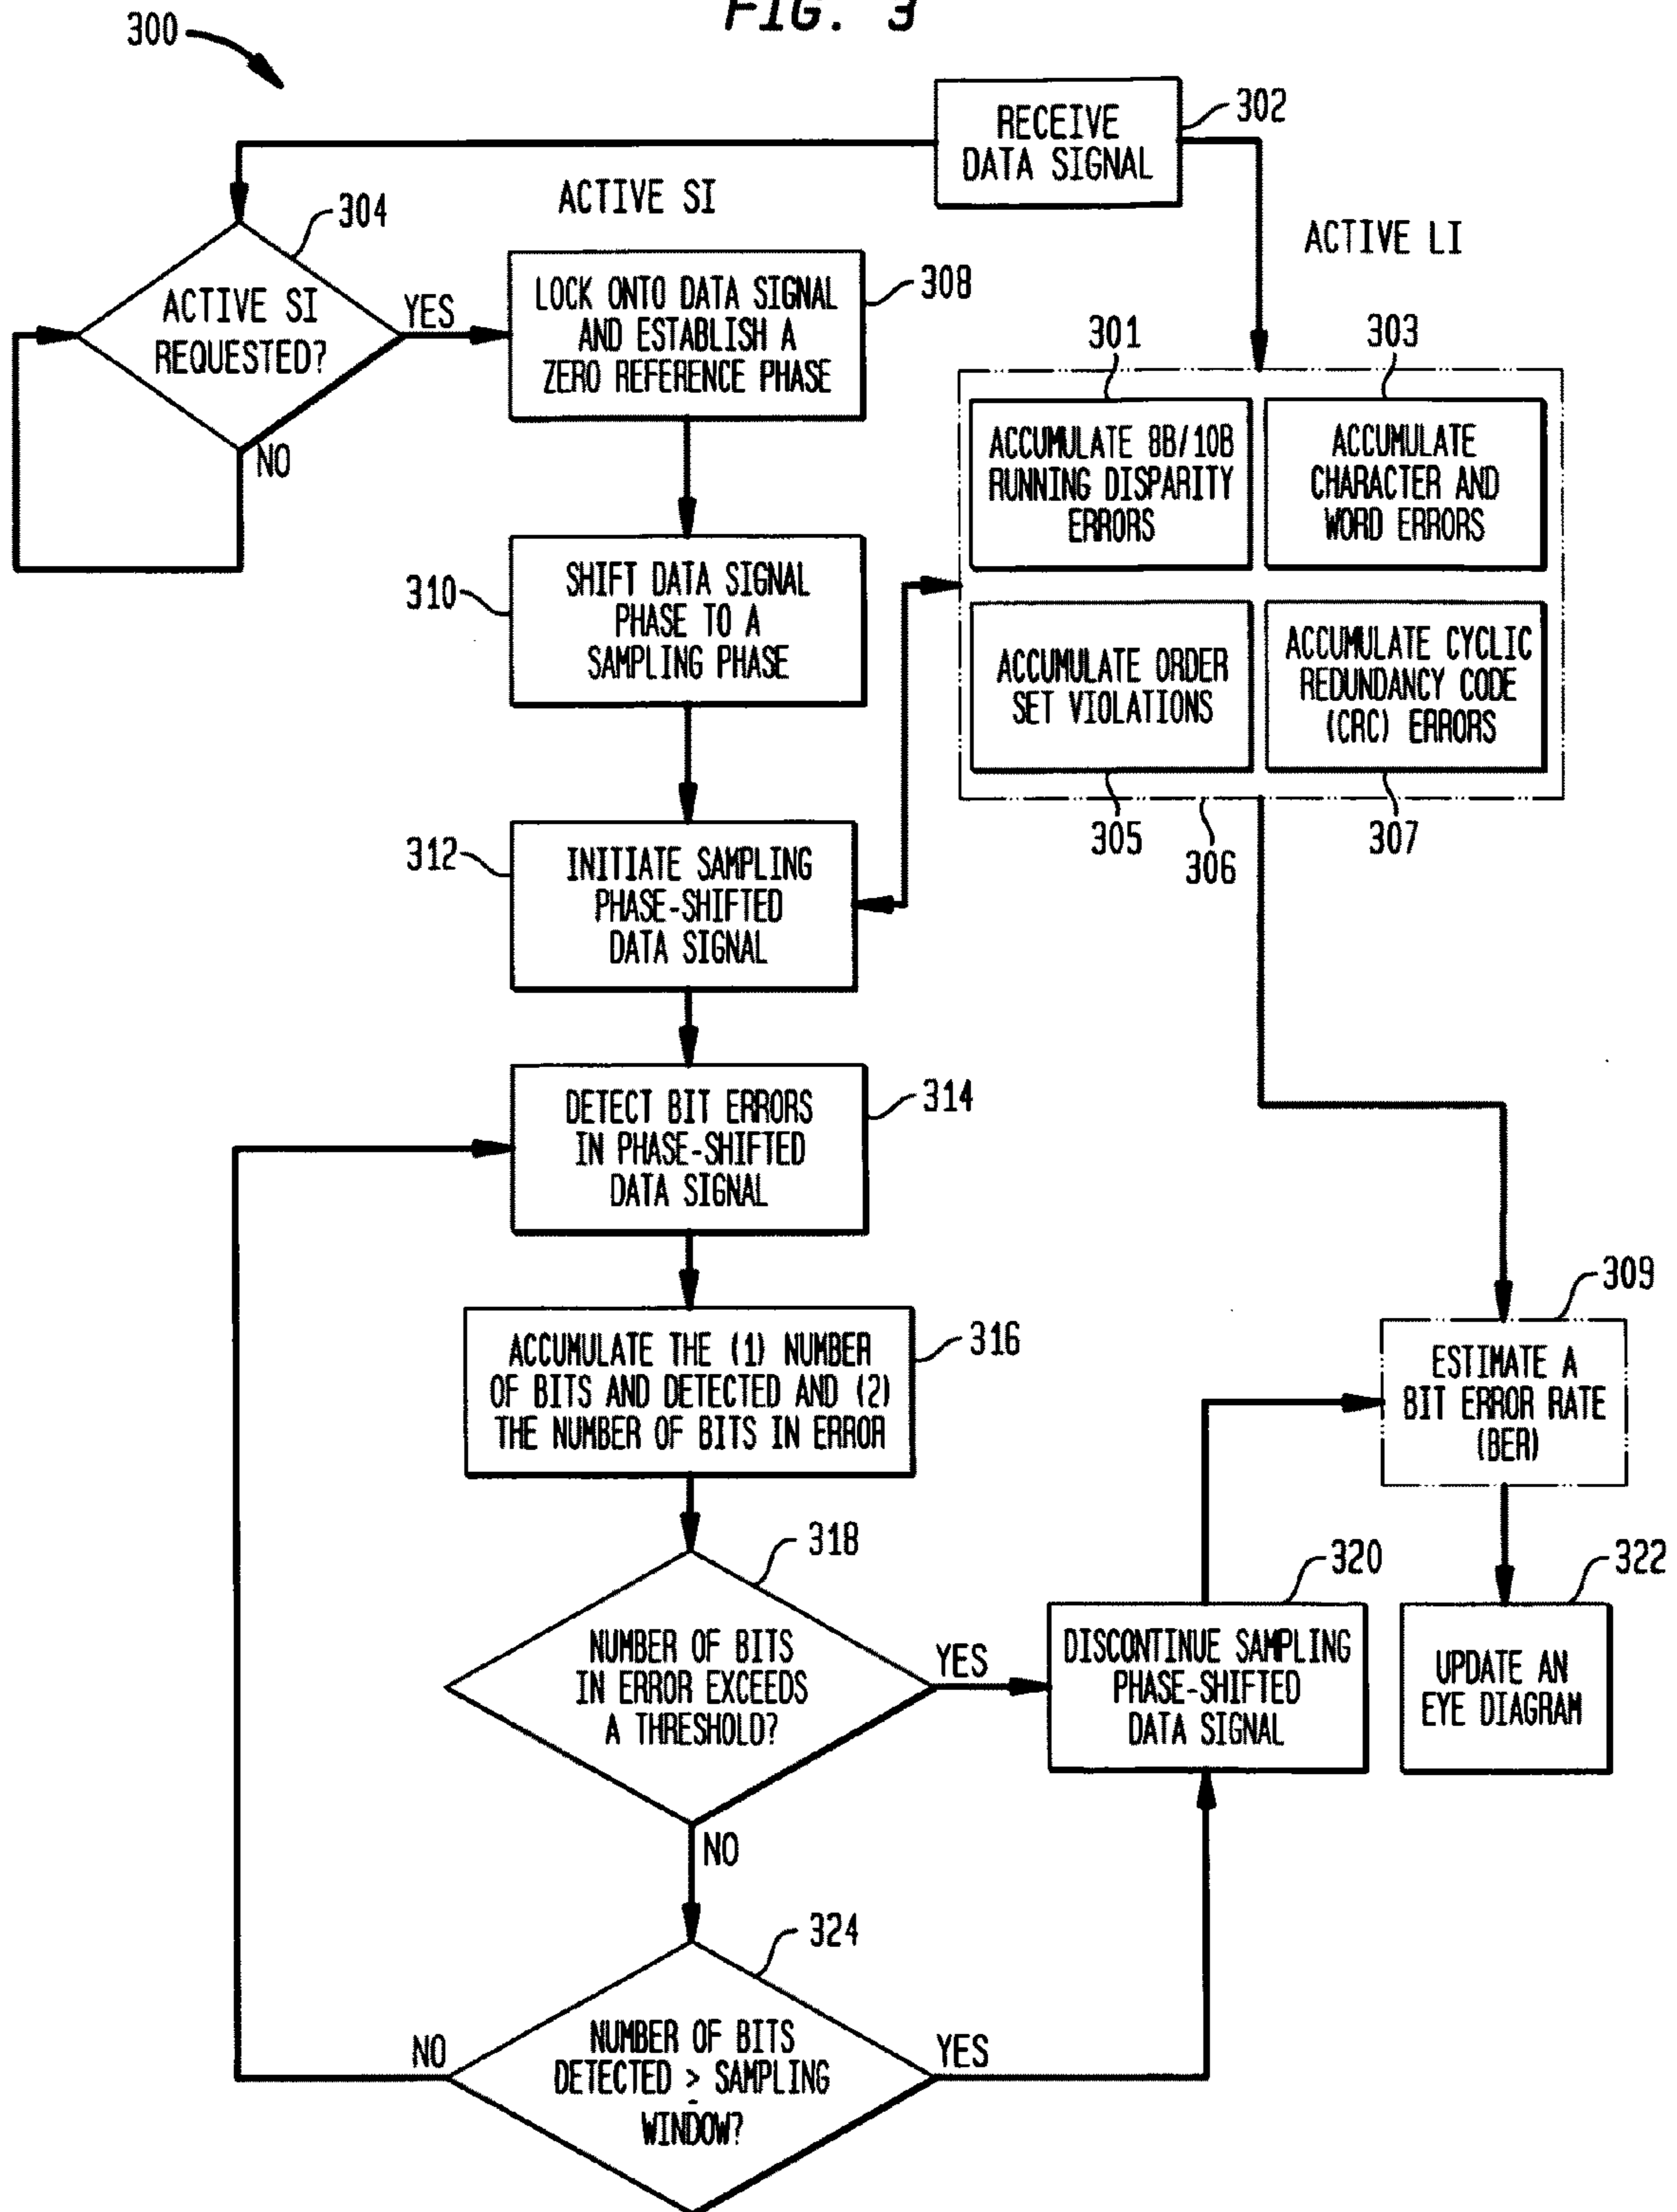 FIG. 3
300
RECEIVE
DATA SIGNAL
302
ACTIVE SI
ACTIVE LI
304
ACTIVE SI
REQUESTED?
YES
NO
LOCK ONTO DATA SIGNAL
AND ESTABLISH A
ZERO REFERENCE PHASE
308
301
303
ACCUMULATE 8B/10B
RUNNING DISPARITY
ERRORS
ACCUMULATE
CHARACTER AND
WORD ERRORS
310
SHIFT DATA SIGNAL
PHASE TO A
SAMPLING PHASE
ACCUMULATE ORDER
SET VIOLATIONS
ACCUMULATE CYCLIC
REDUNDANCY CODE
(CRC) ERRORS
305
306
307
312
INITIATE SAMPLING
PHASE-SHIFTED
DATA SIGNAL
DETECT BIT ERRORS
IN PHASE-SHIFTED
DATA SIGNAL
314
309
ESTIMATE A
BIT ERROR RATE
(BER)
ACCUMULATE THE (1) NUMBER
OF BITS AND DETECTED AND (2)
THE NUMBER OF BITS IN ERROR
316
318
NUMBER OF BITS
IN ERROR EXCEEDS
A THRESHOLD?
YES
NO
320
DISCONTINUE SAMPLING
PHASE-SHIFTED
DATA SIGNAL
322
UPDATE AN
EYE DIAGRAM
324
NUMBER OF BITS
DETECTED ≥ SAMPLING
WINDOW?
NO
YES